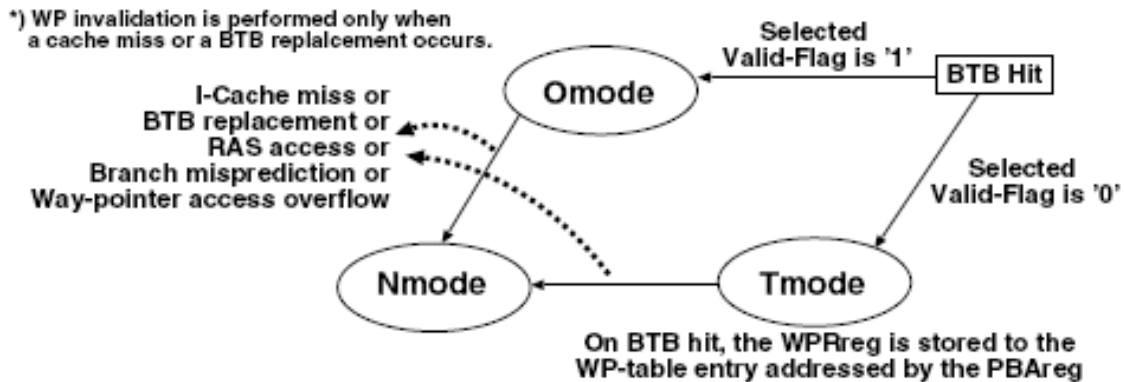 *) WP invalidation is performed only when
a cache miss or a BTB replalcement occurs.
Selected
Valid-Flag is '1'
BTB Hit
Omode
I-Cache miss or
BTB replacement or
RAS access or
Branch misprediction or
Way-pointer access overflow
Selected
Valid-Flag is '0'
Nmode
Tmode
On BTB hit, the WPRreg is stored to the
WP-table entry addressed by the PBAreg